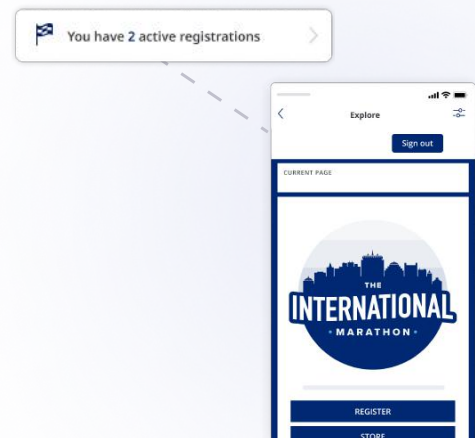 You have 2 active registrations
Explore
Sign out
CURRENT PAGE
THE
INTERNATIONAL
MARATHON
REGISTER
STORE